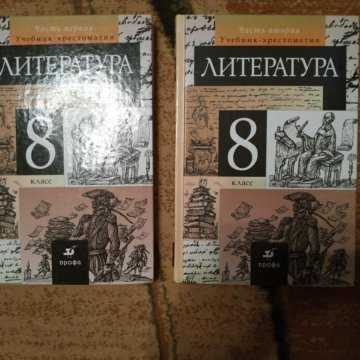 Часть первая
Учебник-хрестоматия
ЛИТЕРАТУРА
8
класс
дрофа
Часть вторая
Учебник-хрестоматия
ЛИТЕРАТУРА
8
класс
дрофа